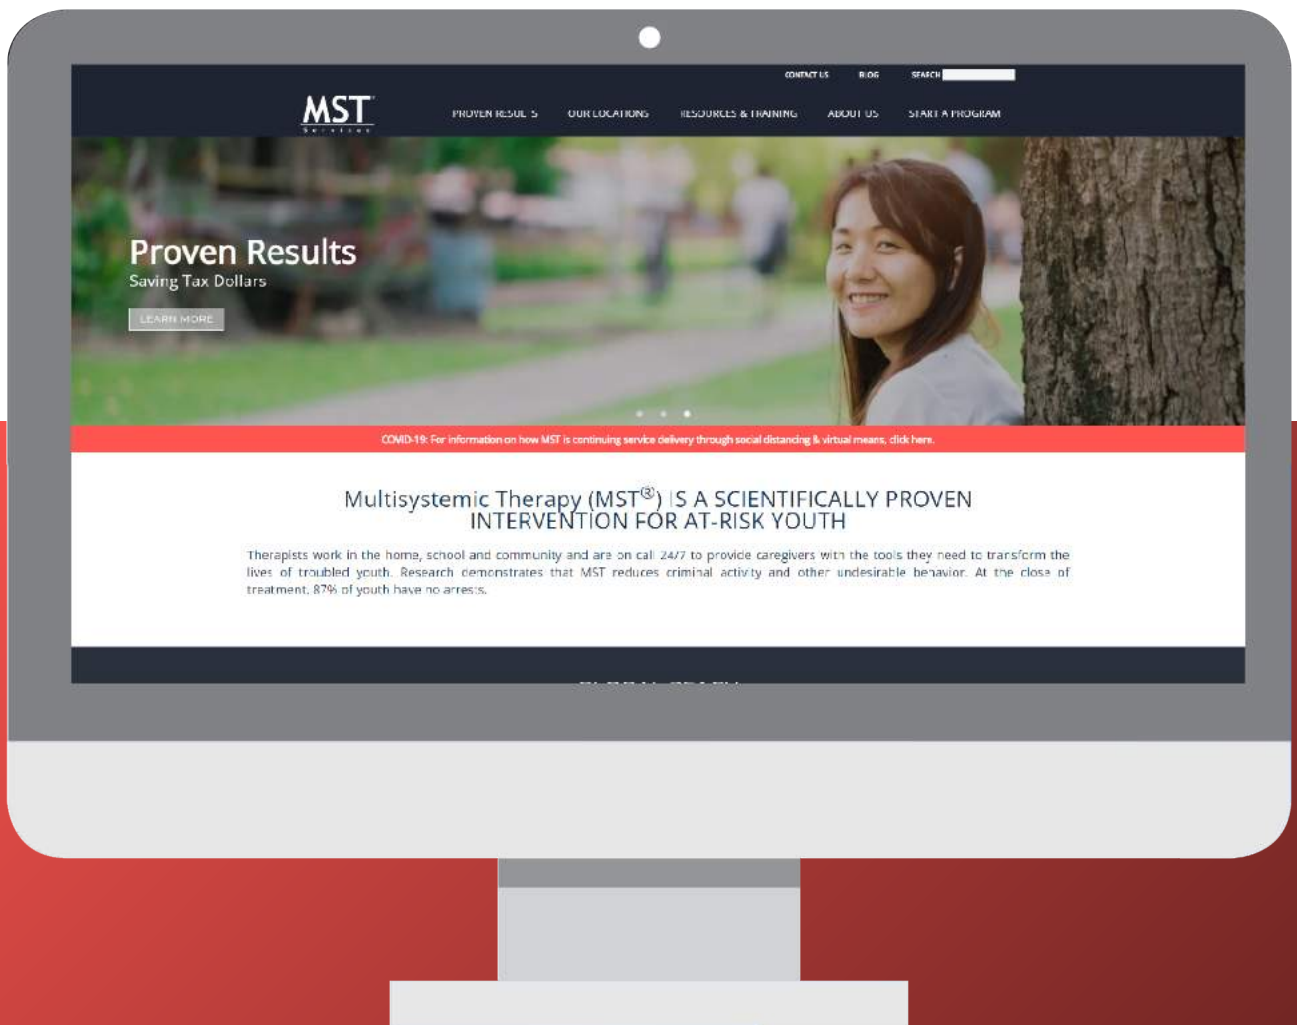 CONTACT US BLOG SEARCH
MST
Services
PROVEN RESULTS OUR LOCATIONS RESOURCES & TRAINING ABOUT US START A PROGRAM
Proven Results
Saving Tax Dollars
LEARN MORE
COVID-19: For information on how MST is continuing service delivery through social distancing & virtual means, click here.
Multisystemic Therapy (MST®) IS A SCIENTIFICALLY PROVEN
INTERVENTION FOR AT-RISK YOUTH
Therapists work in the home, school and community and are on call 24/7 to provide caregivers with the tools they need to transform the
lives of troubled youth. Research demonstrates that MST reduces criminal activity and other undesirable behavior. At the close of
treatment, 87% of youth have no arrests.